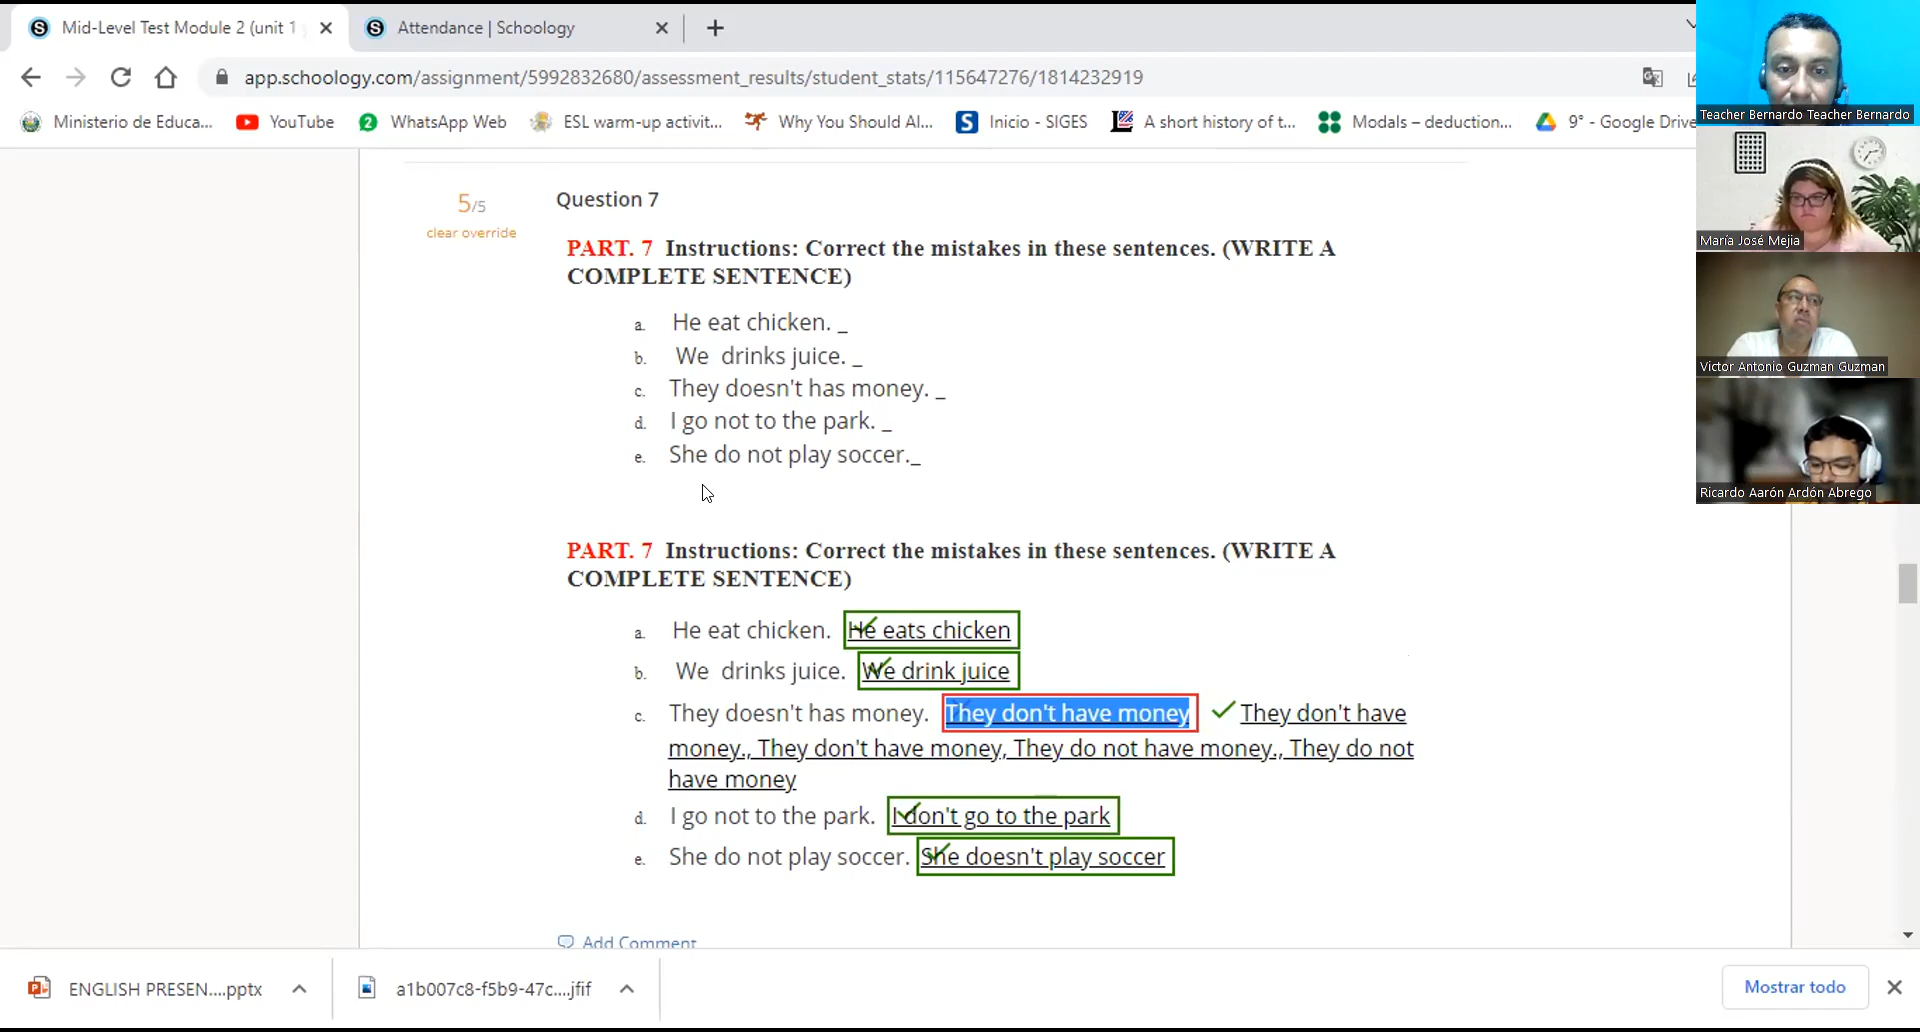 Mid-Level Test Module 2 (unit 1
Attendance | Schoology
app.schoology.com/assignment/5992832680/assessment_results/student_stats/115647276/1814232919
Ministerio de Educa...
YouTube
2 WhatsApp Web
ESL warm-up activit...
Why You Should Al...
S Inicio - SIGES
A short history of t...
Modals – deduction...
9° - Google Drive
Teacher Bernardo Teacher Bernardo
María José Mejia
Victor Antonio Guzman Guzman
Ricardo Aarón Ardón Abrego
5/5
clear override
Question 7
PART. 7 Instructions: Correct the mistakes in these sentences. (WRITE A
COMPLETE SENTENCE)
a. He eat chicken. _
b. We drinks juice. _
c. They doesn't has money. _
d. I go not to the park. _
e. She do not play soccer._
PART. 7 Instructions: Correct the mistakes in these sentences. (WRITE A
COMPLETE SENTENCE)
a. He eat chicken. He eats chicken
b. We drinks juice. We drink juice
c. They doesn't has money. They don't have money They don't have
money., They don't have money, They do not have money., They do not
have money
d. I go not to the park. I don't go to the park
e. She do not play soccer. She doesn't play soccer
Add Comment
ENGLISH PRESEN....pptx
a1b007c8-f5b9-47c....jfif
Mostrar todo